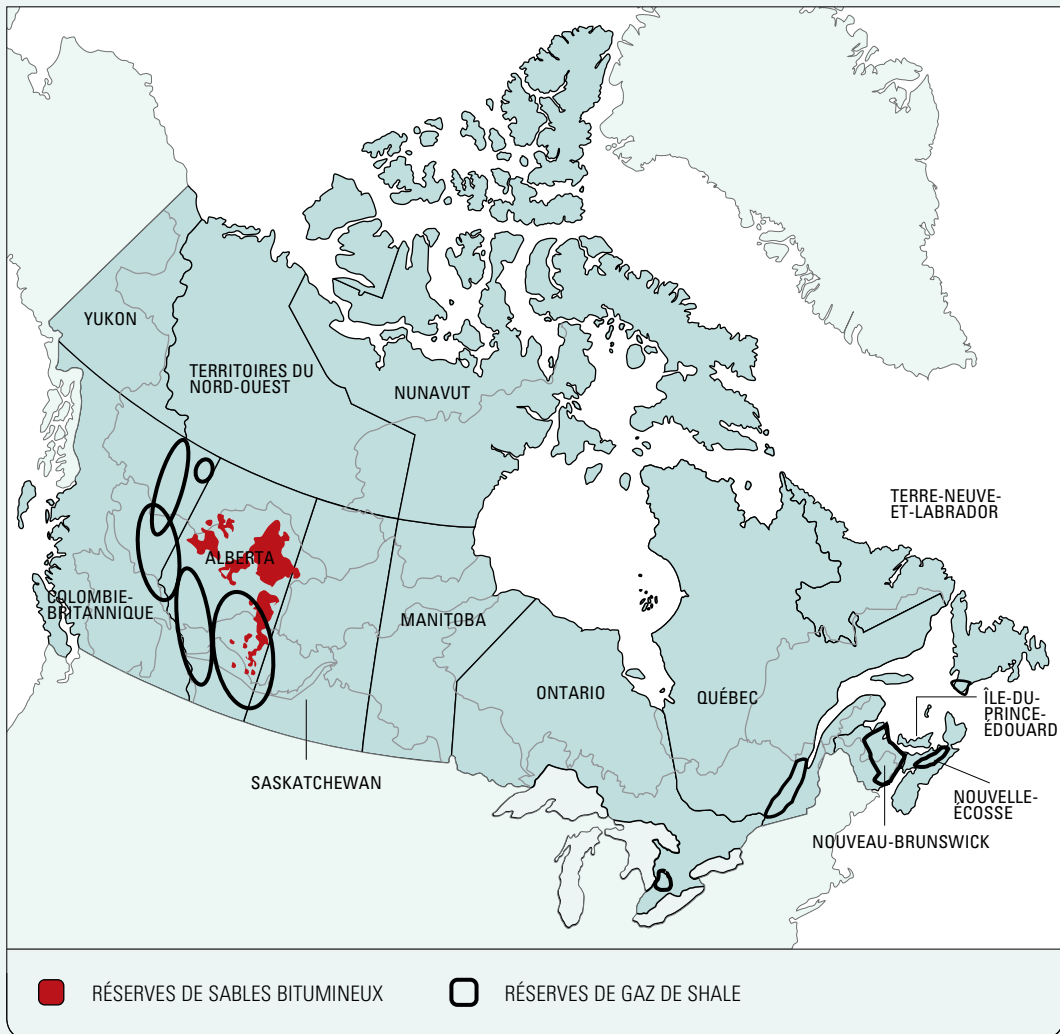 YUKON
TERRITOIRES DU
NORD-OUEST
NUNAVUT
TERRE-NEUVE-
ET-LABRADOR
ALBERTA
COLOMBIE-
BRITANNIQUE
MANITOBA
ONTARIO
QUÉBEC
ÎLE-DU-
PRINCE-
ÉDOUARD
SASKATCHEWAN
NOUVELLE-
ÉCOSSE
NOUVEAU-BRUNSWICK
RÉSERVES DE SABLES BITUMINEUX
RÉSERVES DE GAZ DE SHALE